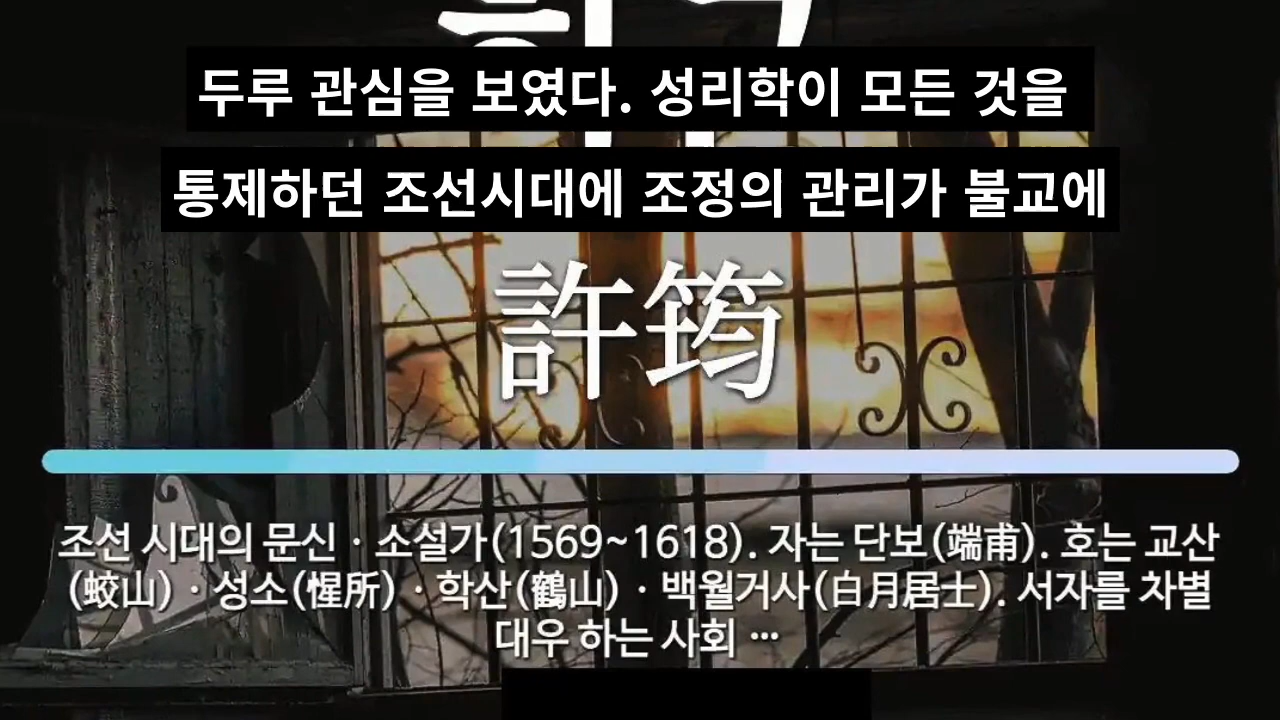 두루 관심을 보였다. 성리학이 모든 것을
통제하던 조선시대에 조정의 관리가 불교에
許筠
조선 시대의 문신 · 소설가(1569~1618). 자는 단보(端甫). 호는 교산
(蛟山) · 성소(惺所) · 학산(鶴山) · 백월거사(白月居士). 서자를 차별
대우 하는 사회 …